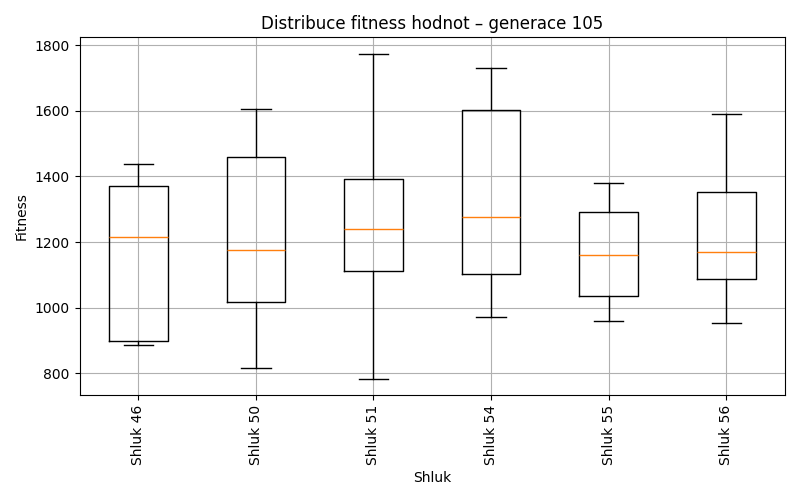 Distribuce fitness hodnot – generace 105
Fitness
1800
1600
1400
1200
1000
800
Shluk 46
Shluk 50
Shluk 51
Shluk 54
Shluk 55
Shluk 56
Shluk